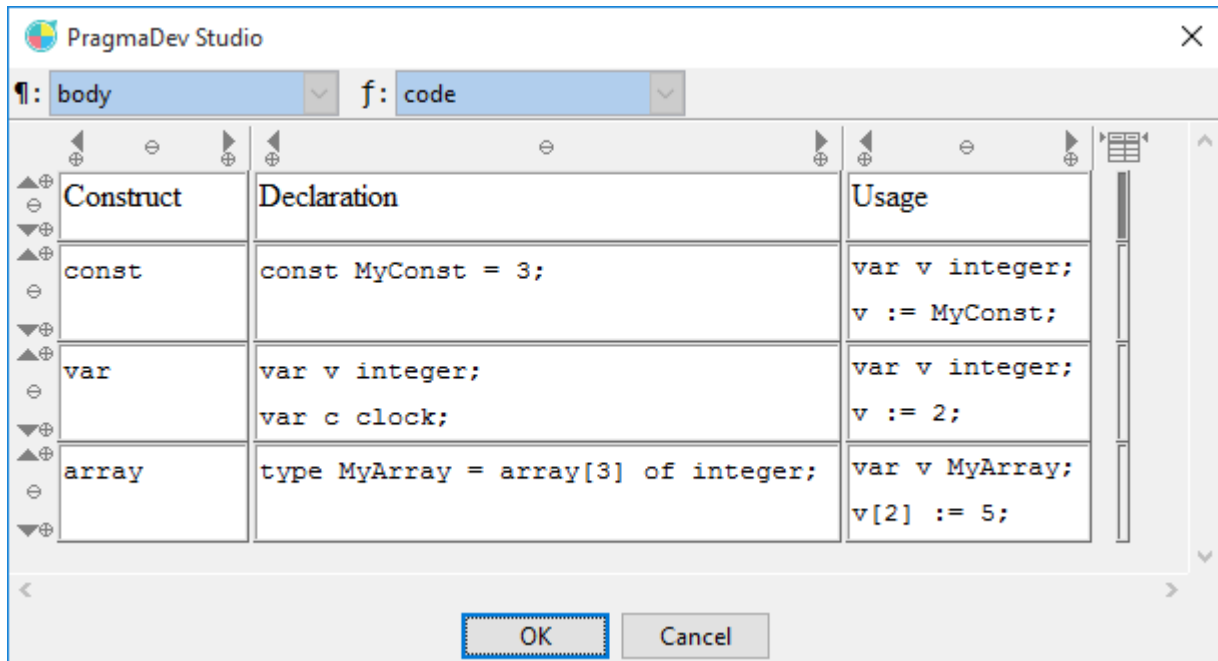 PragmaDev Studio
¶: body ƒ: code
Construct Declaration Usage
const const MyConst = 3; var v integer;
v := MyConst;
var var v integer; var v integer;
var c clock; v := 2;
array type MyArray = array[3] of integer; var v MyArray;
v[2] := 5;
OK Cancel